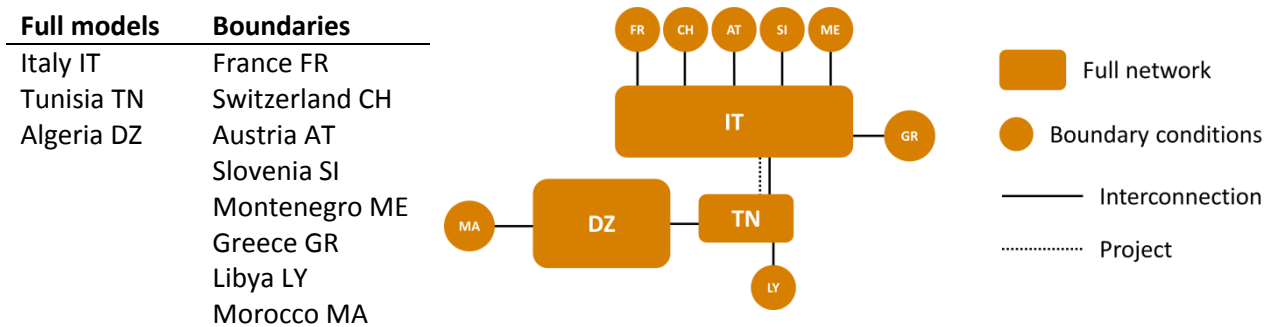 Full models Boundaries
Italy IT France FR
Tunisia TN Switzerland CH
Algeria DZ Austria AT
Slovenia SI
Montenegro ME
Greece GR
Libya LY
Morocco MA
FR CH AT SI ME
IT
GR
DZ
TN
MA
LY
Full network
Boundary conditions
Interconnection
Project